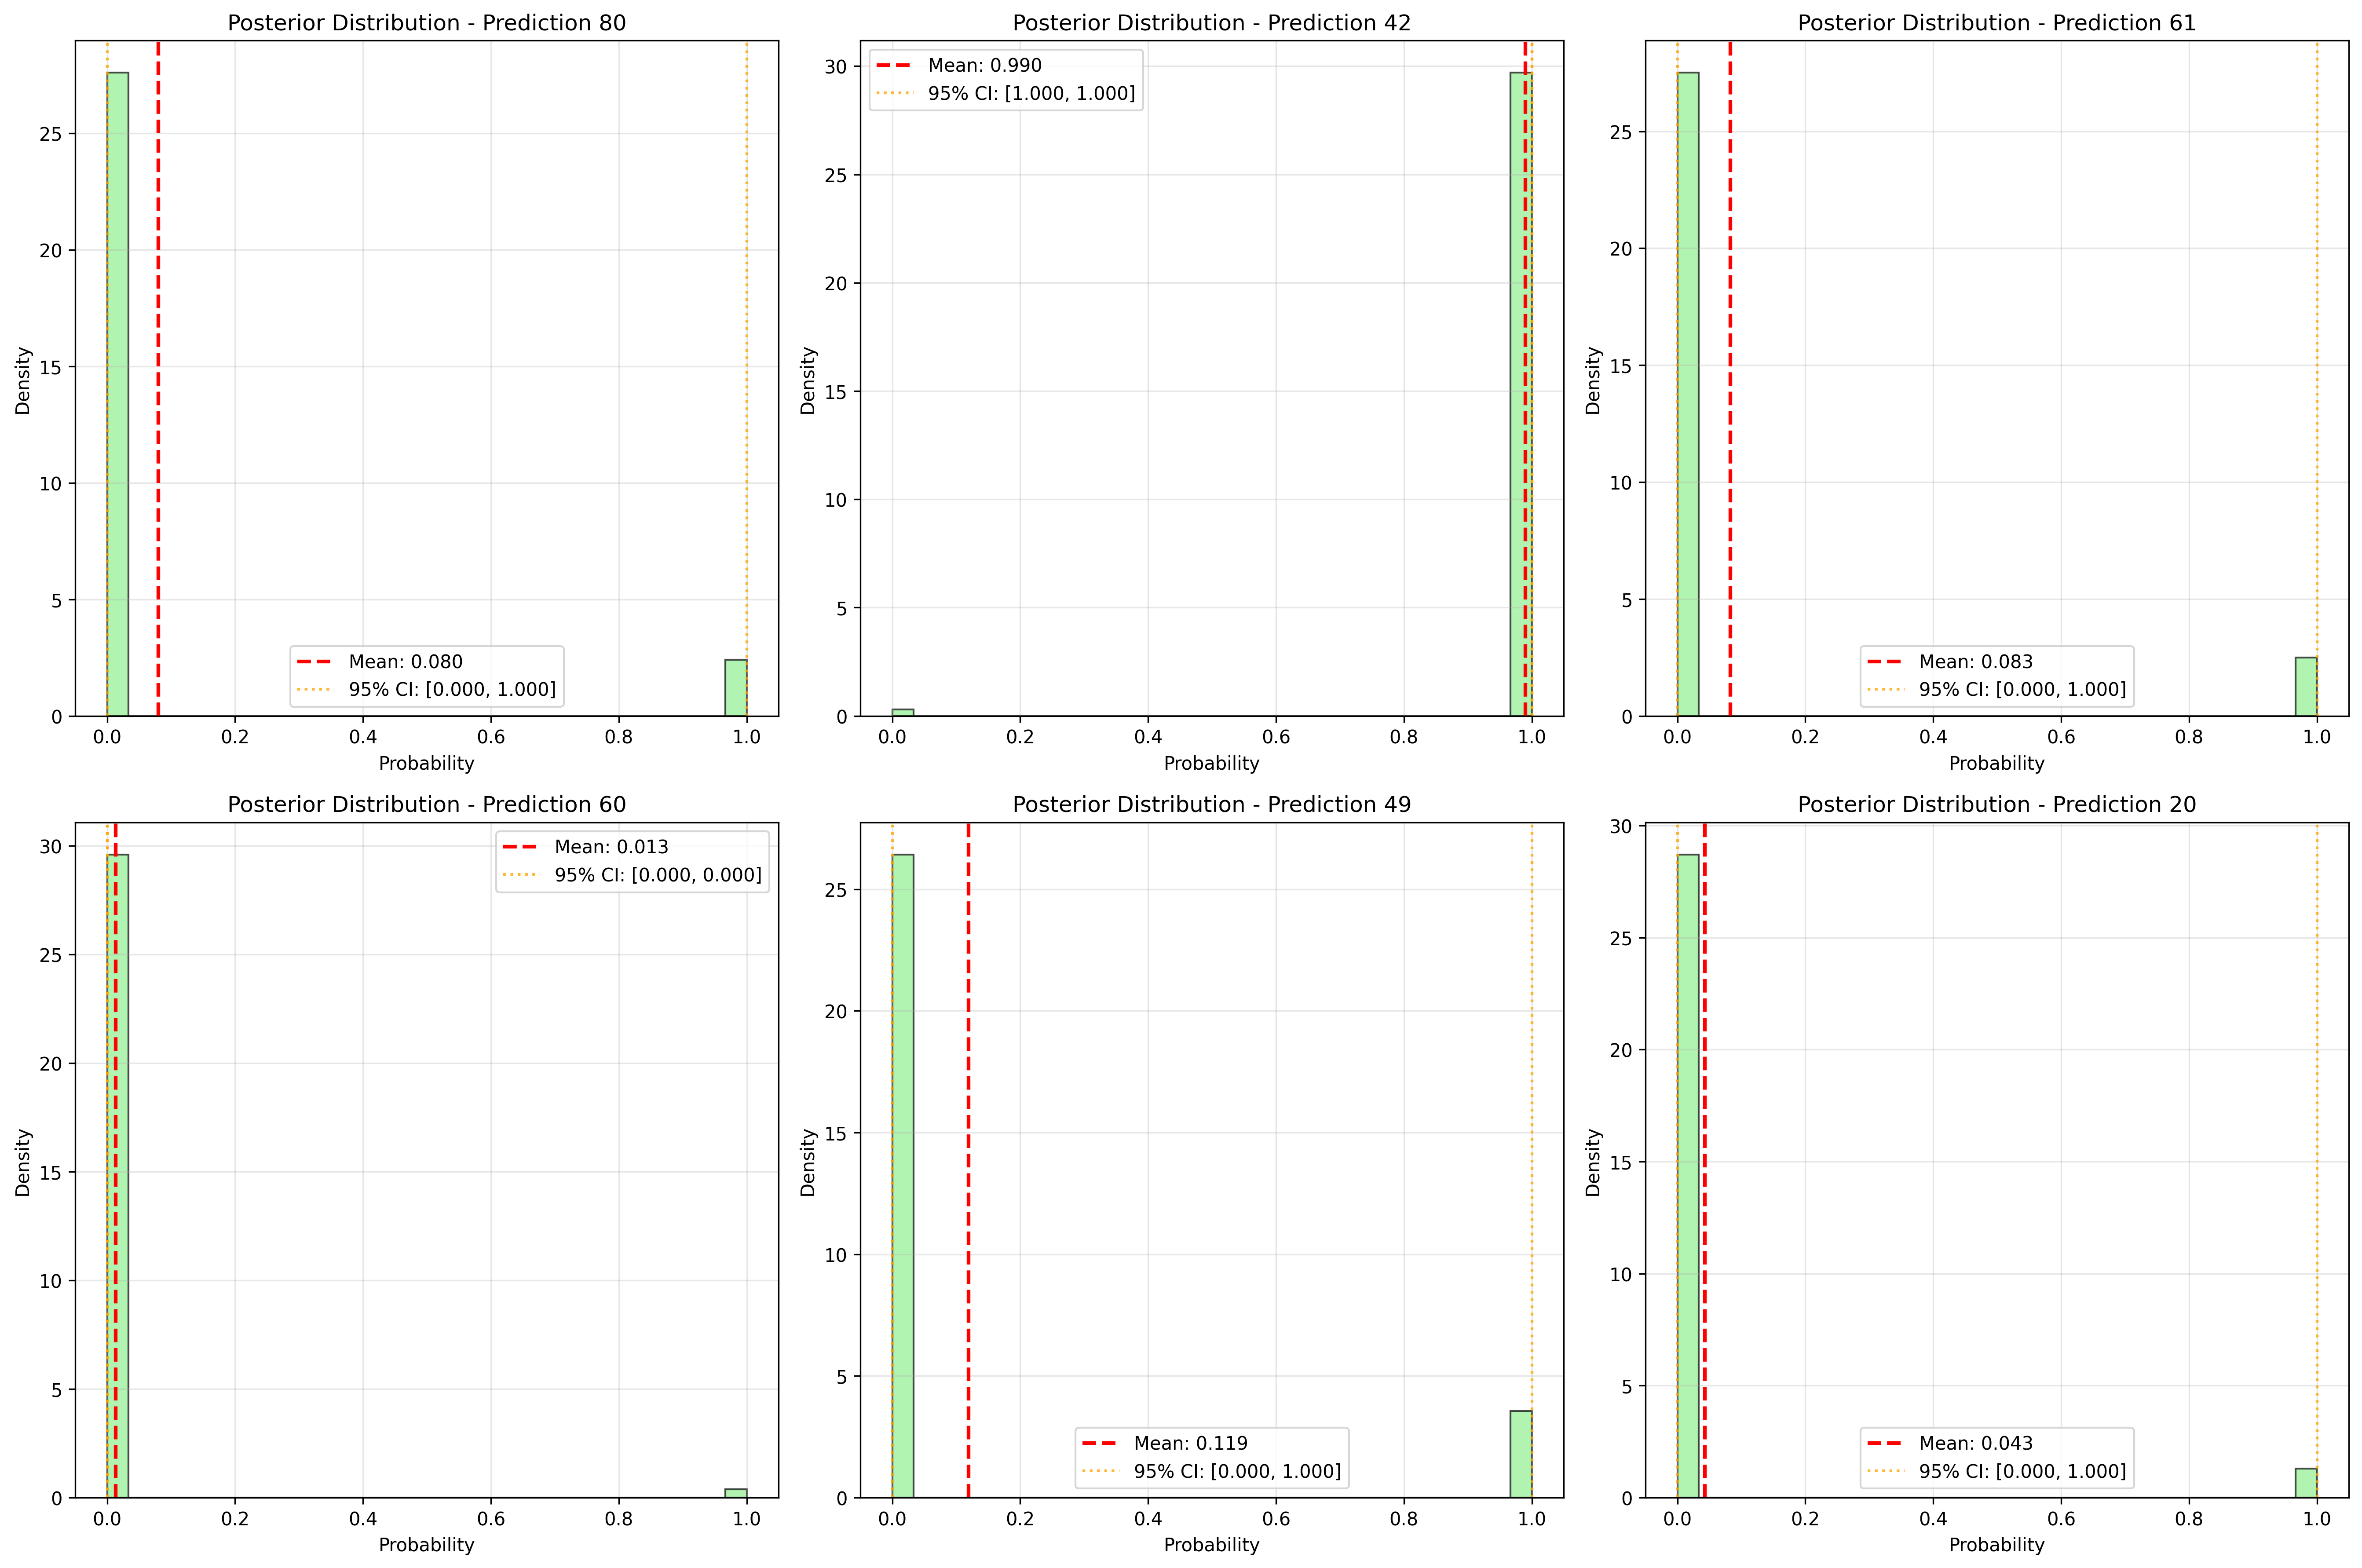 Posterior Distribution - Prediction 80
25
20
15
10
5
0
Density
Mean: 0.080
95% CI: [0.000, 1.000]
0.0 0.2 0.4 0.6 0.8 1.0
Probability
Posterior Distribution - Prediction 42
Mean: 0.990
95% CI: [1.000, 1.000]
30
25
20
15
10
5
0
Density
0.0 0.2 0.4 0.6 0.8 1.0
Probability
Posterior Distribution - Prediction 61
25
20
15
10
5
0
Density
Mean: 0.083
95% CI: [0.000, 1.000]
0.0 0.2 0.4 0.6 0.8 1.0
Probability
Posterior Distribution - Prediction 60
Mean: 0.013
95% CI: [0.000, 0.000]
30
25
20
15
10
5
0
Density
0.0 0.2 0.4 0.6 0.8 1.0
Probability
Posterior Distribution - Prediction 49
25
20
15
10
5
0
Density
Mean: 0.119
95% CI: [0.000, 1.000]
0.0 0.2 0.4 0.6 0.8 1.0
Probability
Posterior Distribution - Prediction 20
30
25
20
15
10
5
0
Density
Mean: 0.043
95% CI: [0.000, 1.000]
0.0 0.2 0.4 0.6 0.8 1.0
Probability